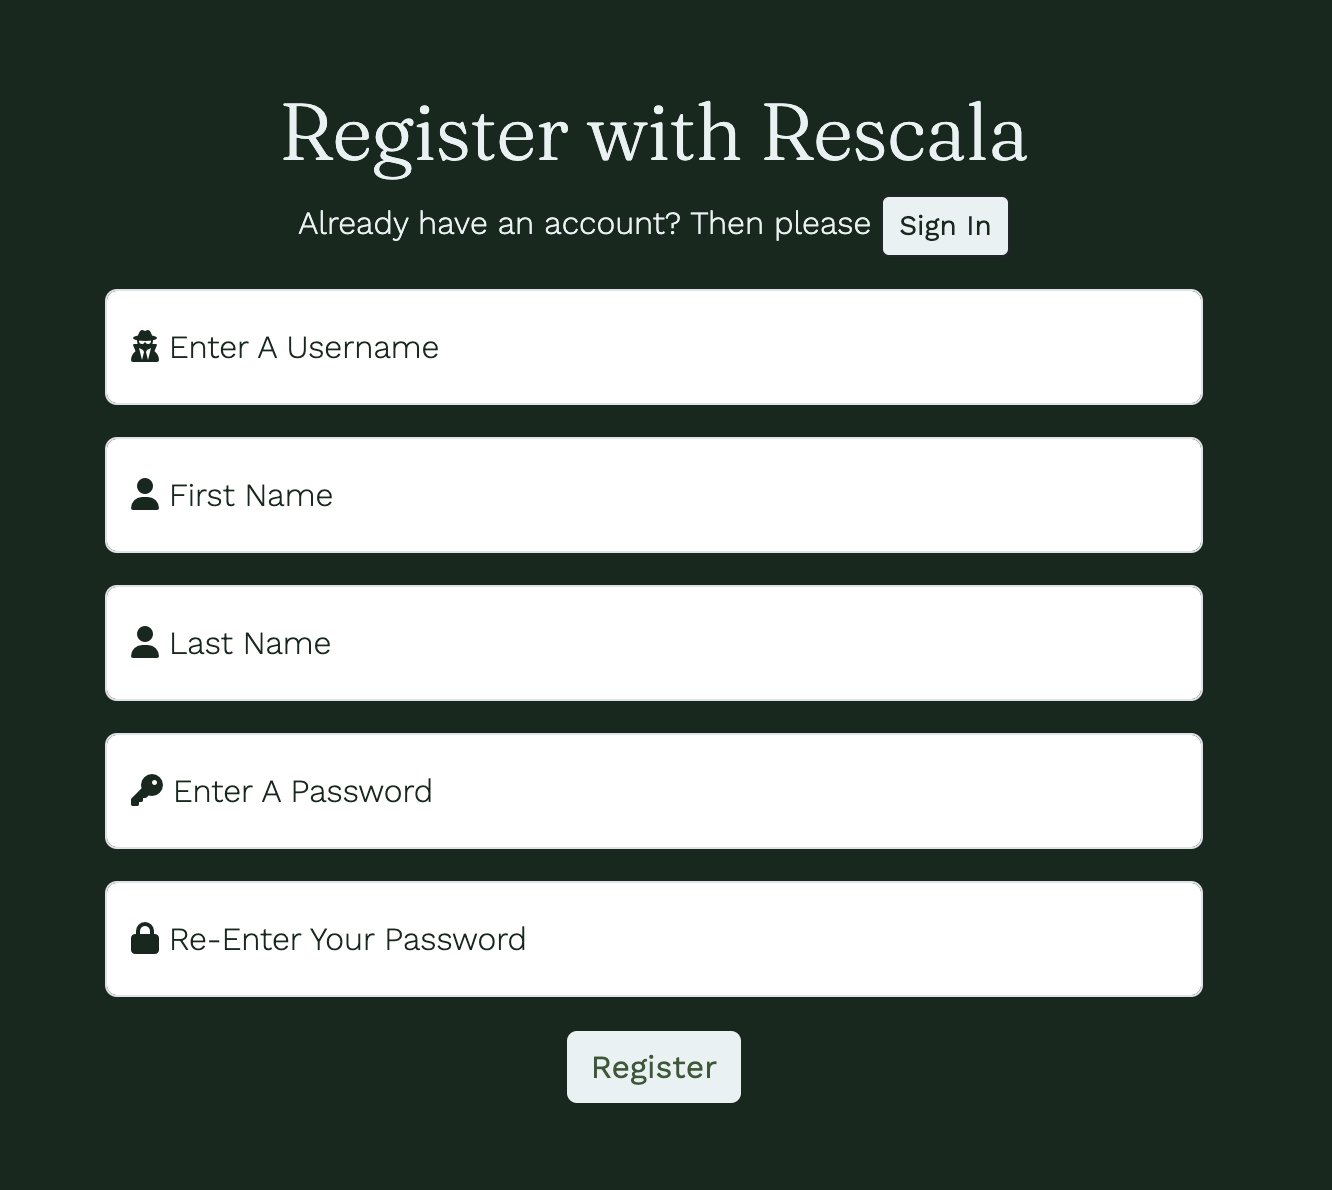 Register with Rescala
Already have an account? Then please Sign In
Enter A Username
First Name
Last Name
Enter A Password
Re-Enter Your Password
Register